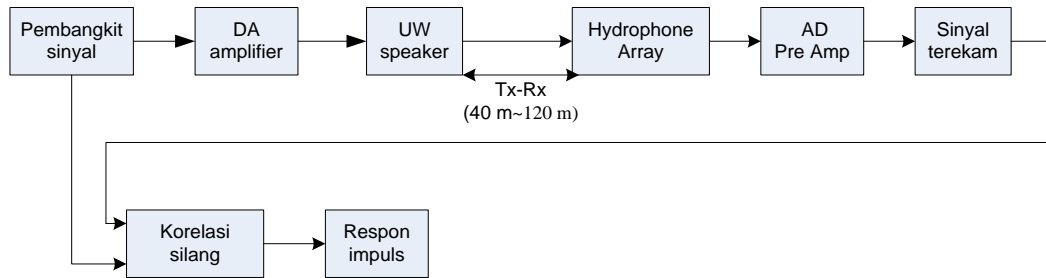 Pembangkit
sinyal
DA
amplifier
UW
speaker
Hydrophone
Array
AD
Pre Amp
Sinyal
terekam
Tx-Rx
(40 m~120 m)
Korelasi
silang
Respon
impuls